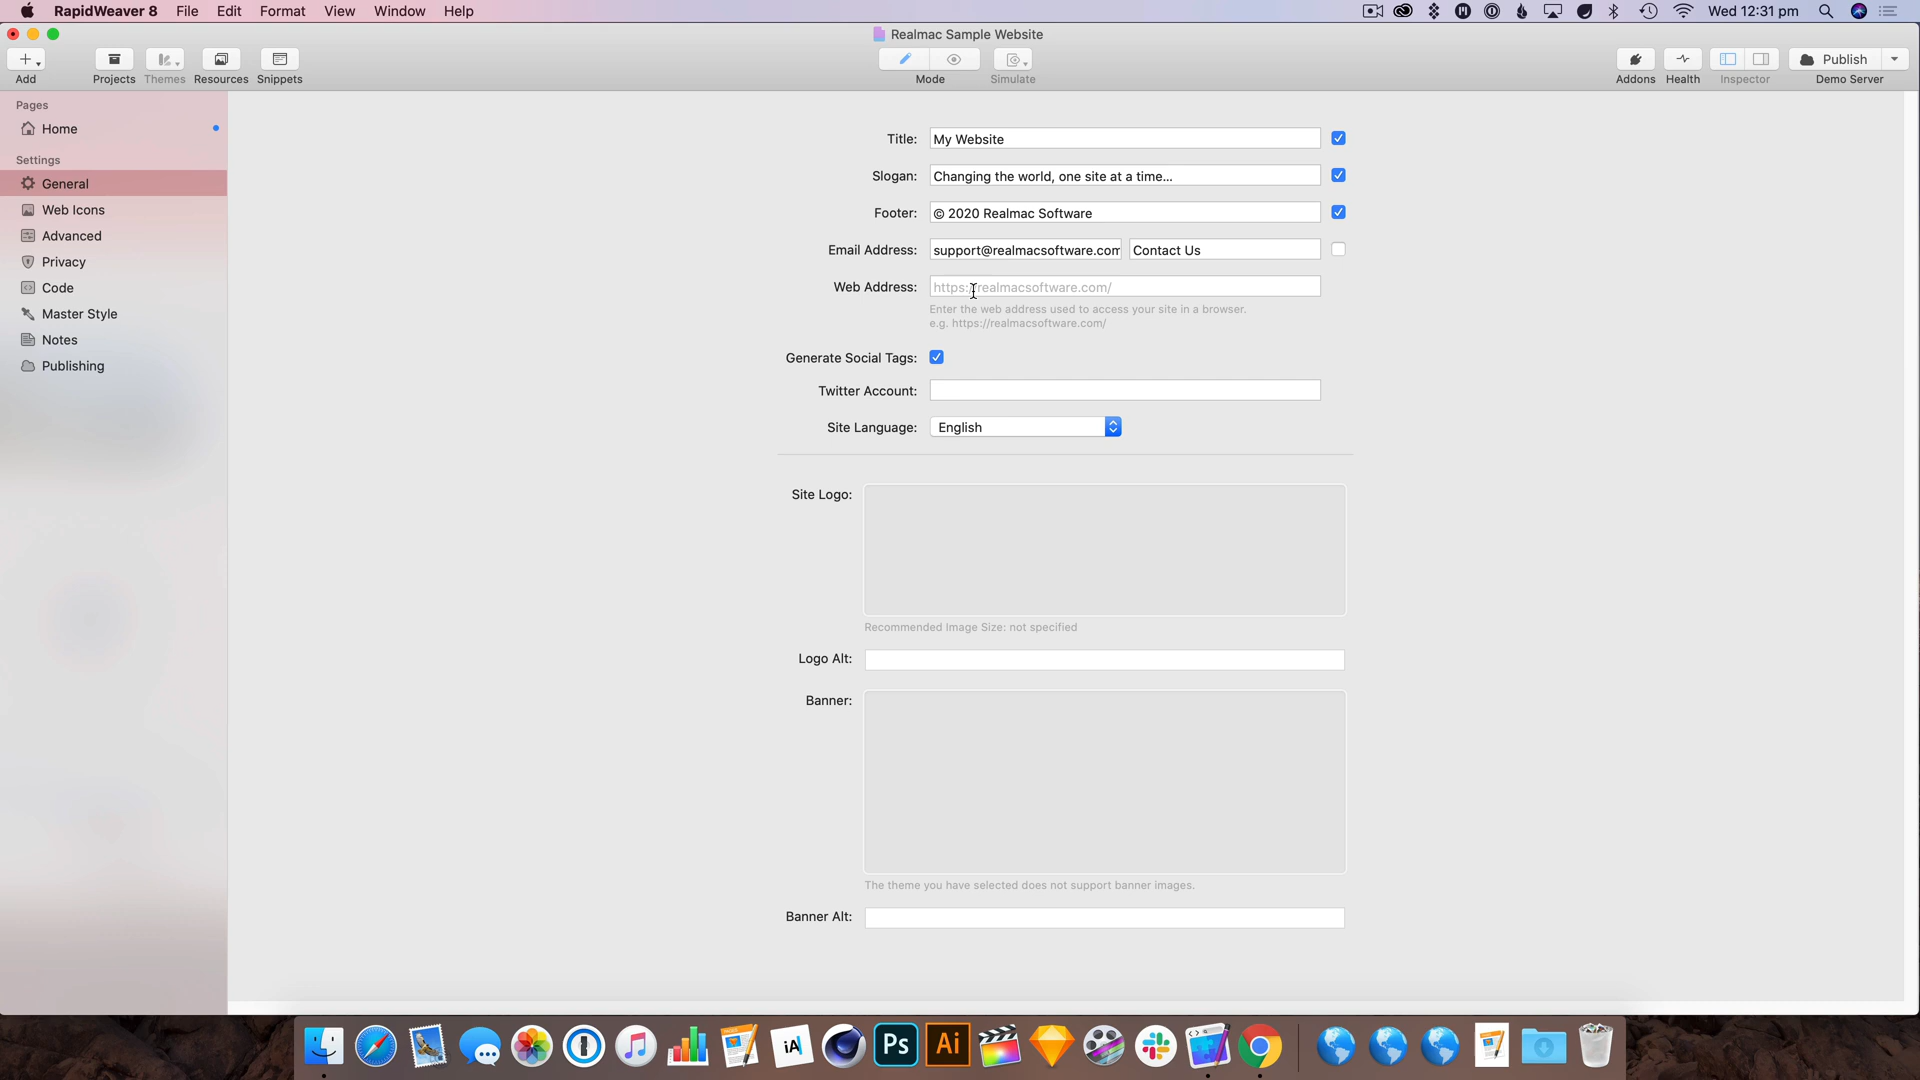 RapidWeaver 8 File Edit Format View Window Help Wed 12:31 pm
Realmac Sample Website
Publish
Add Projects Themes Resources Snippets Mode Simulate Addons Health Inspector Demo Server
Pages
Home
Settings
General
Web Icons
Advanced
Privacy
Code
Master Style
Notes
Publishing
Title: My Website
Slogan: Changing the world, one site at a time...
Footer: © 2020 Realmac Software
Email Address: support@realmacsoftware.com Contact Us
Web Address: https://realmacsoftware.com/
Enter the web address used to access your site in a browser.
e.g. https://realmacsoftware.com/
Generate Social Tags:
Twitter Account:
Site Language: English
Site Logo:
Recommended Image Size: not specified
Logo Alt:
Banner:
The theme you have selected does not support banner images.
Banner Alt:
iA Ps Ai